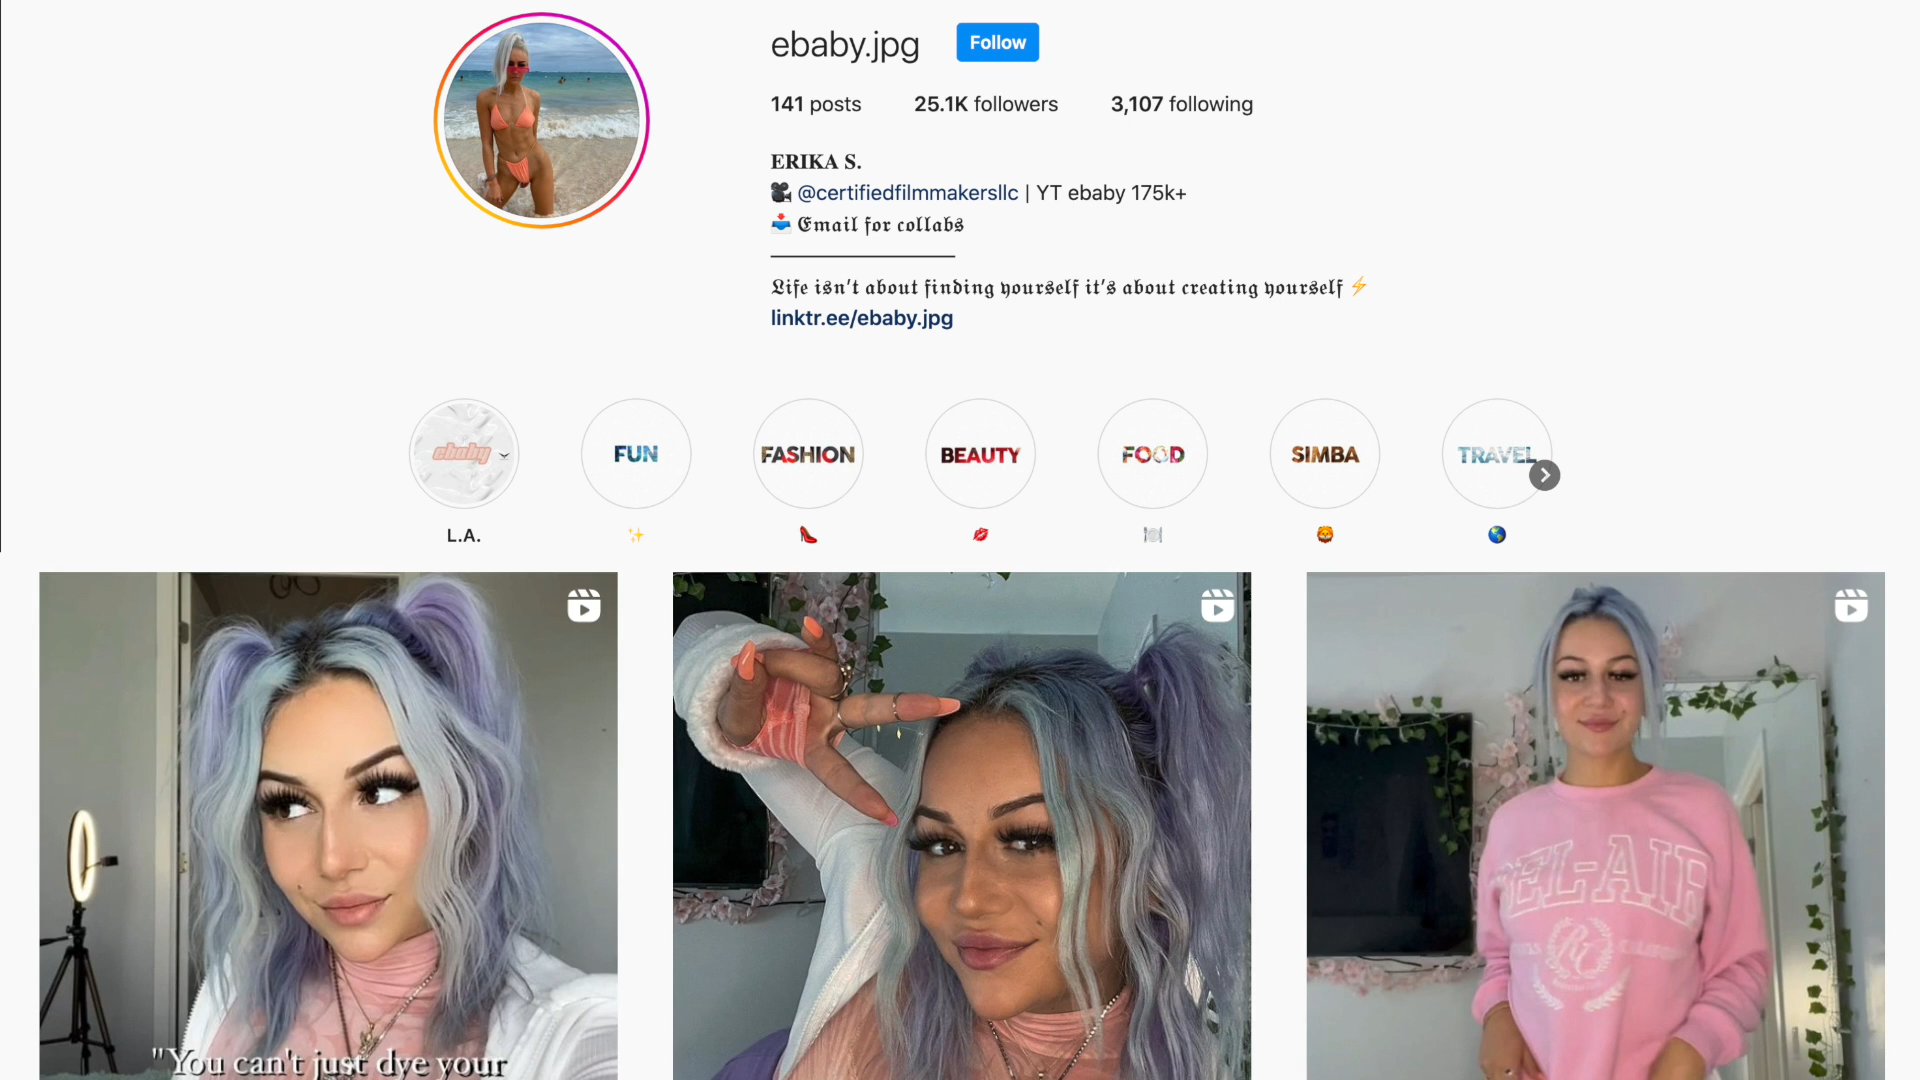 ebaby.jpg Follow
141 posts 25.1K followers 3,107 following
ERIKA S.
🎥 @certifiedfilmmakersllc | YT ebaby 175k+
📥 𝕰𝖒𝖆𝖎𝖑 𝖋𝖔𝖗 𝖈𝖔𝖑𝖑𝖆𝖇𝖘
𝕷𝖎𝖋𝖊 𝖎𝖘𝖓'𝖙 𝖆𝖇𝖔𝖚𝖙 𝖋𝖎𝖓𝖉𝖎𝖓𝖌 𝖞𝖔𝖚𝖗𝖘𝖊𝖑𝖋 𝖎𝖙'𝖘 𝖆𝖇𝖔𝖚𝖙 𝖈𝖗𝖊𝖆𝖙𝖎𝖓𝖌 𝖞𝖔𝖚𝖗𝖘𝖊𝖑𝖋 ⚡
linktr.ee/ebaby.jpg
ebaby FUN FASHION BEAUTY FOOD SIMBA TRAVEL
L.A. ✨ 👠 💋 🍽 🦁 🌎
"You can't just dye your
BEL-AIR